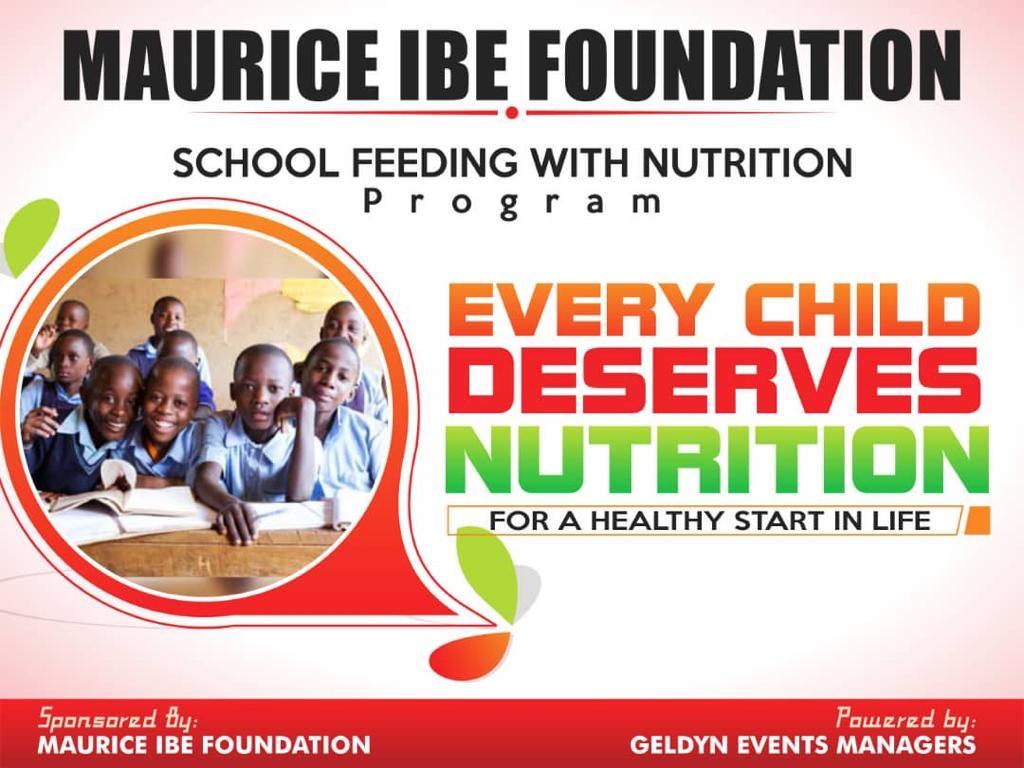 MAURICE IBE FOUNDATION
SCHOOL FEEDING WITH NUTRITION
Program
EVERY CHILD
DESERVES
NUTRITION
FOR A HEALTHY START IN LIFE
Sponsored By:
MAURICE IBE FOUNDATION
Powered by:
GELDYN EVENTS MANAGERS